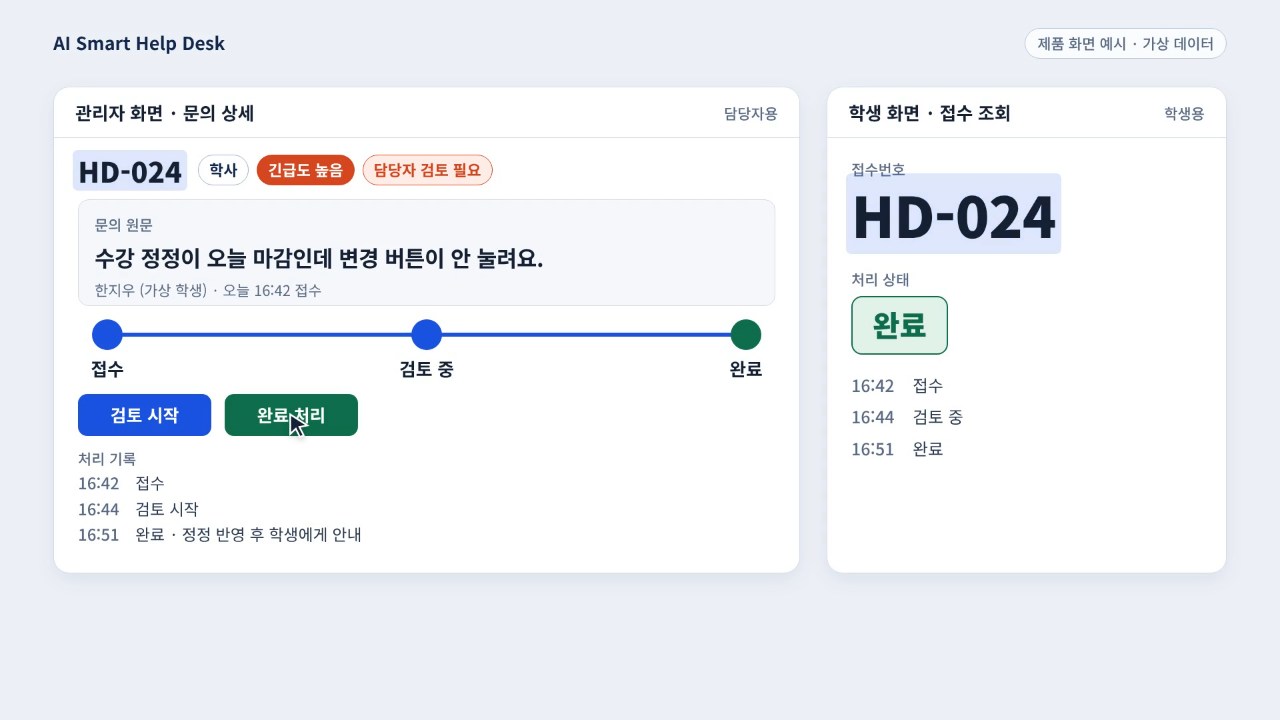 AI Smart Help Desk
제품 화면 예시 · 가상 데이터
관리자 화면 · 문의 상세
담당자용
HD-024
학사
긴급도 높음
담당자 검토 필요
문의 원문
수강 정정이 오늘 마감인데 변경 버튼이 안 눌려요.
한지우 (가상 학생) · 오늘 16:42 접수
접수
검토 중
완료
검토 시작
완료 처리
처리 기록
16:42 접수
16:44 검토 시작
16:51 완료 · 정정 반영 후 학생에게 안내
학생 화면 · 접수 조회
학생용
접수번호
HD-024
처리 상태
완료
16:42 접수
16:44 검토 중
16:51 완료